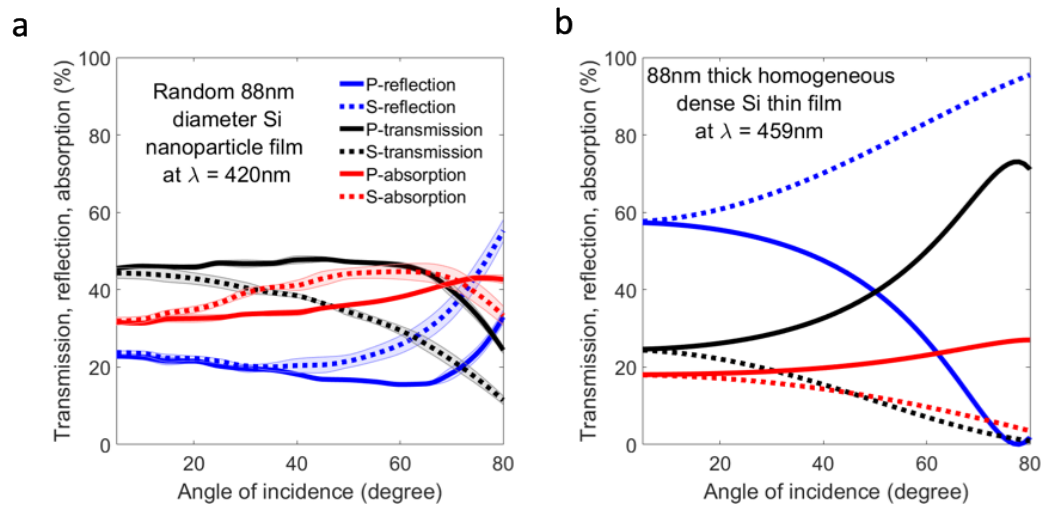 a
100
80
60
40
20
0
Transmission, reflection, absorption (%)
Random 88nm
diameter Si
nanoparticle film
at λ = 420nm
P-reflection
S-reflection
P-transmission
S-transmission
P-absorption
S-absorption
20 40 60 80
Angle of incidence (degree)
b
100
80
60
40
20
0
Transmission, reflection, absorption (%)
88nm thick homogeneous
dense Si thin film
at λ = 459nm
20 40 60 80
Angle of incidence (degree)